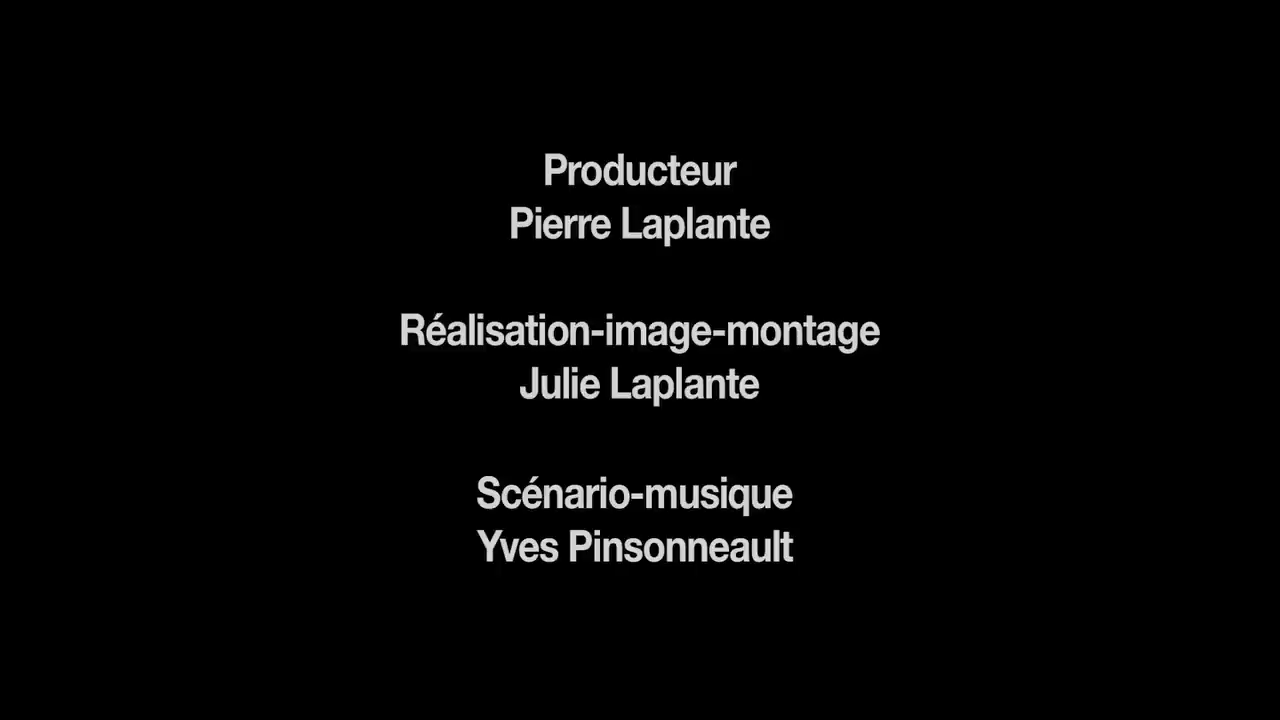 Producteur
Pierre Laplante
Réalisation-image-montage
Julie Laplante
Scénario-musique
Yves Pinsonneault